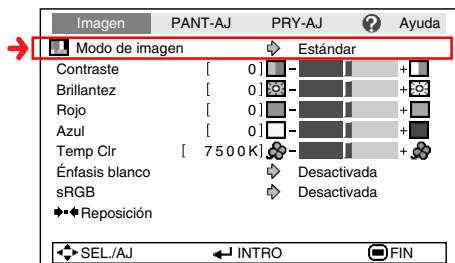 Imagen PANT-AJ PRY-AJ ? Ayuda
Modo de imagen Estándar
Contraste [ 0] - +
Brillantez [ 0] - +
Rojo [ 0] - +
Azul [ 0] - +
Temp Clr [ 7500K] - +
Énfasis blanco Desactivada
sRGB Desactivada
Reposición
SEL./AJ INTRO FIN